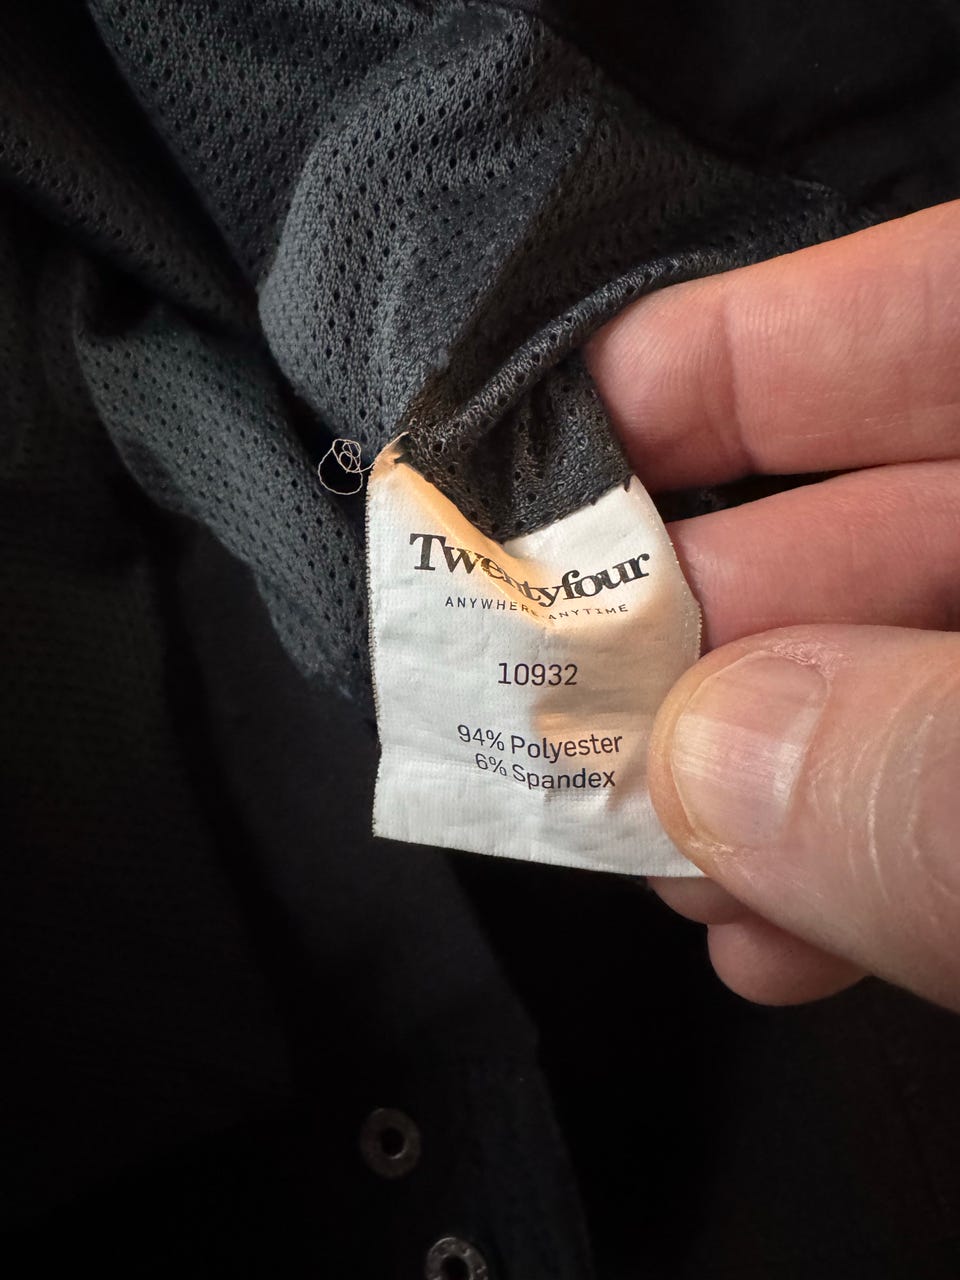 Twentyfour
ANYWHERE ANYTIME
10932
94% Polyester
6% Spandex